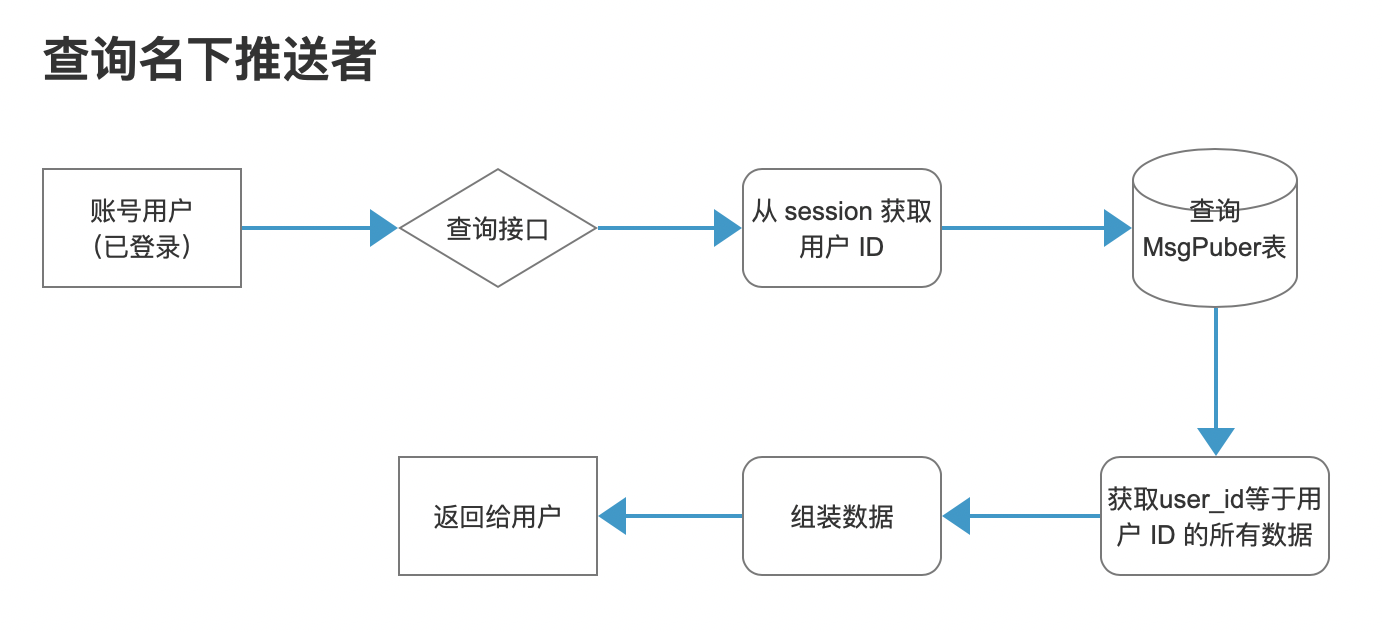 查询名下推送者
账号用户
（已登录）
查询接口
从 session 获取
用户 ID
查询
MsgPuber表
获取user_id等于用
户 ID 的所有数据
组装数据
返回给用户